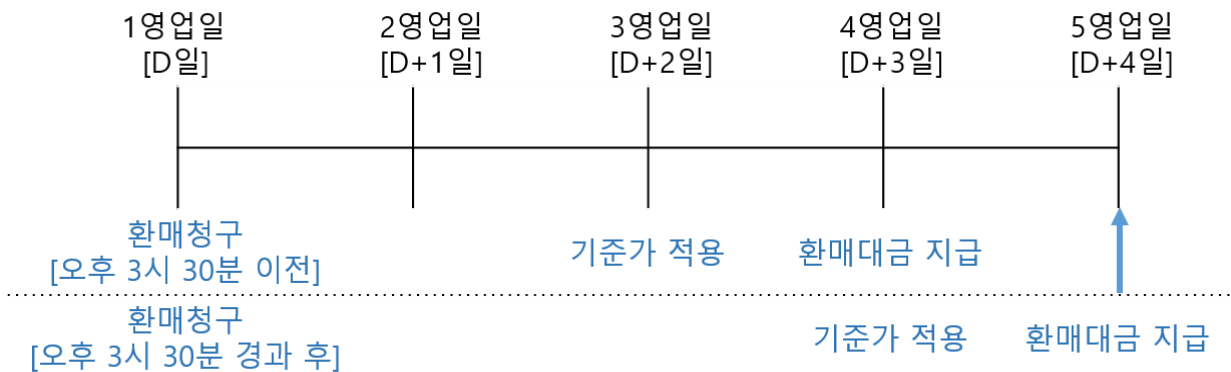 1영업일 2영업일 3영업일 4영업일 5영업일
[D일] [D+1일] [D+2일] [D+3일] [D+4일]
환매청구 기준가 적용 환매대금 지급
[오후 3시 30분 이전]
환매청구 기준가 적용 환매대금 지급
[오후 3시 30분 경과 후]